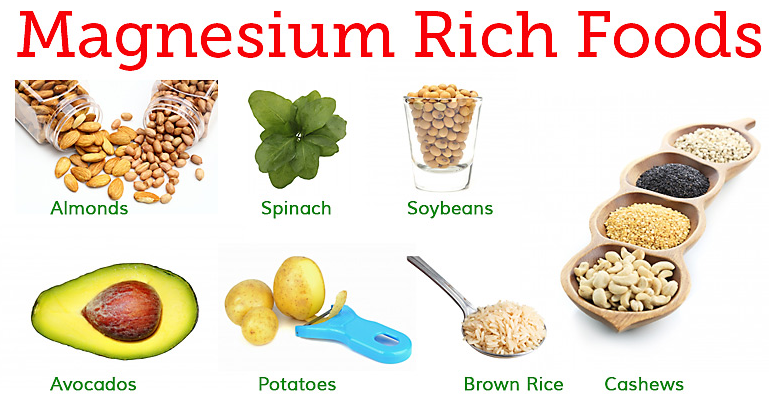 Magnesium Rich Foods
Almonds
Spinach
Soybeans
Avocados
Potatoes
Brown Rice
Cashews